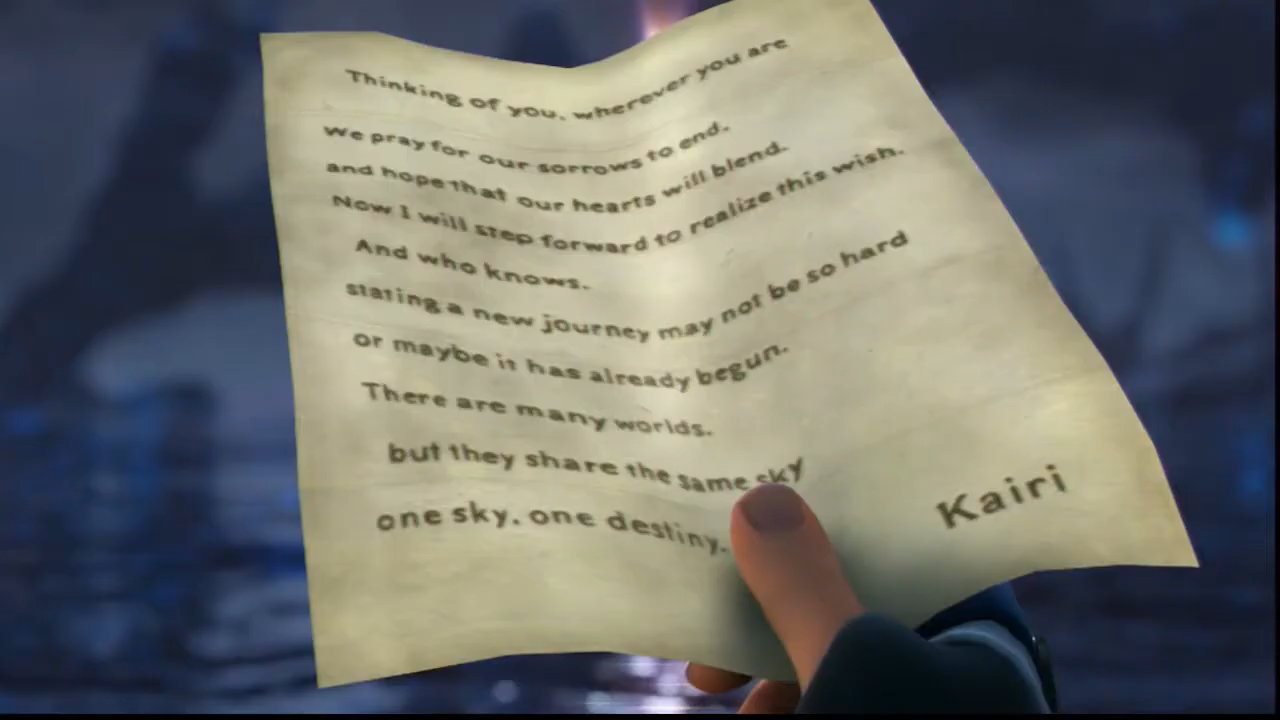 Thinking of you, wherever you are
We pray for our sorrows to end,
and hope that our hearts will blend.
Now I will step forward to realize this wish.
And who knows.
stating a new journey may not be so hard
or maybe it has already begun.
There are many worlds.
but they share the same sky
one sky. one destiny.
Kairi